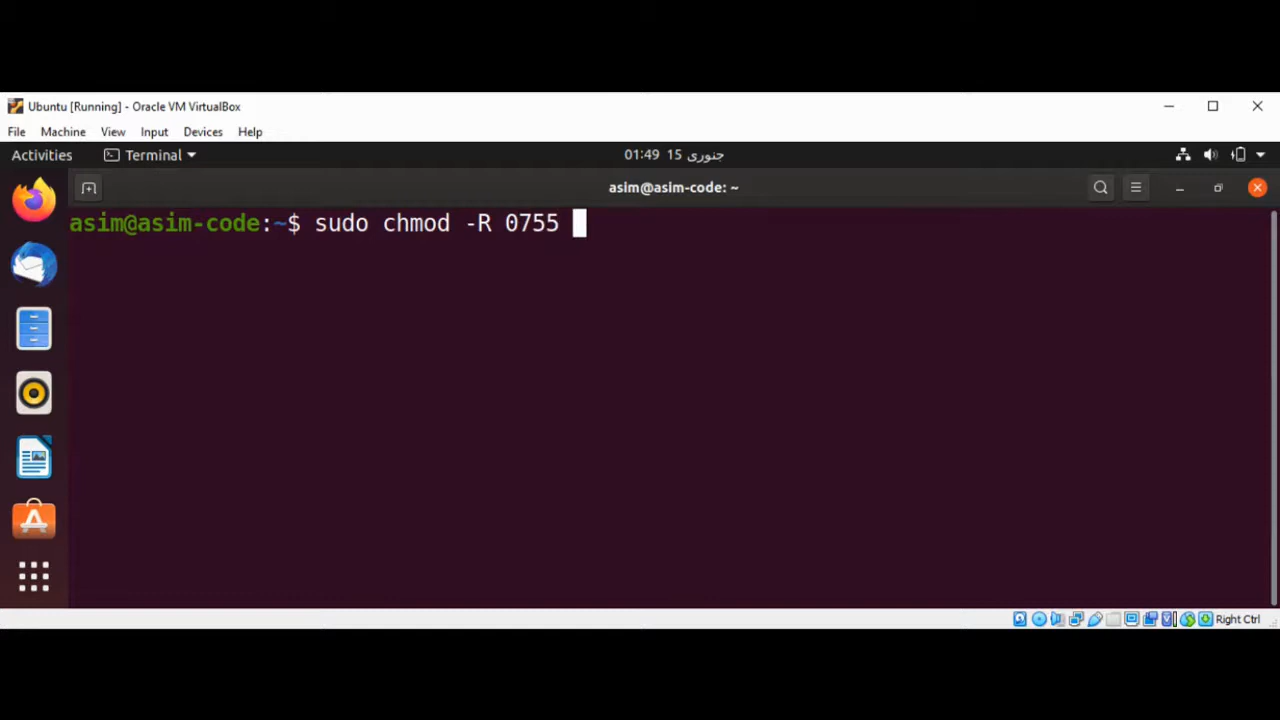 Ubuntu [Running] - Oracle VM VirtualBox
File Machine View Input Devices Help
Activities Terminal 01:49 15 جنوری
asim@asim-code: ~
asim@asim-code:~$ sudo chmod -R 0755
Right Ctrl